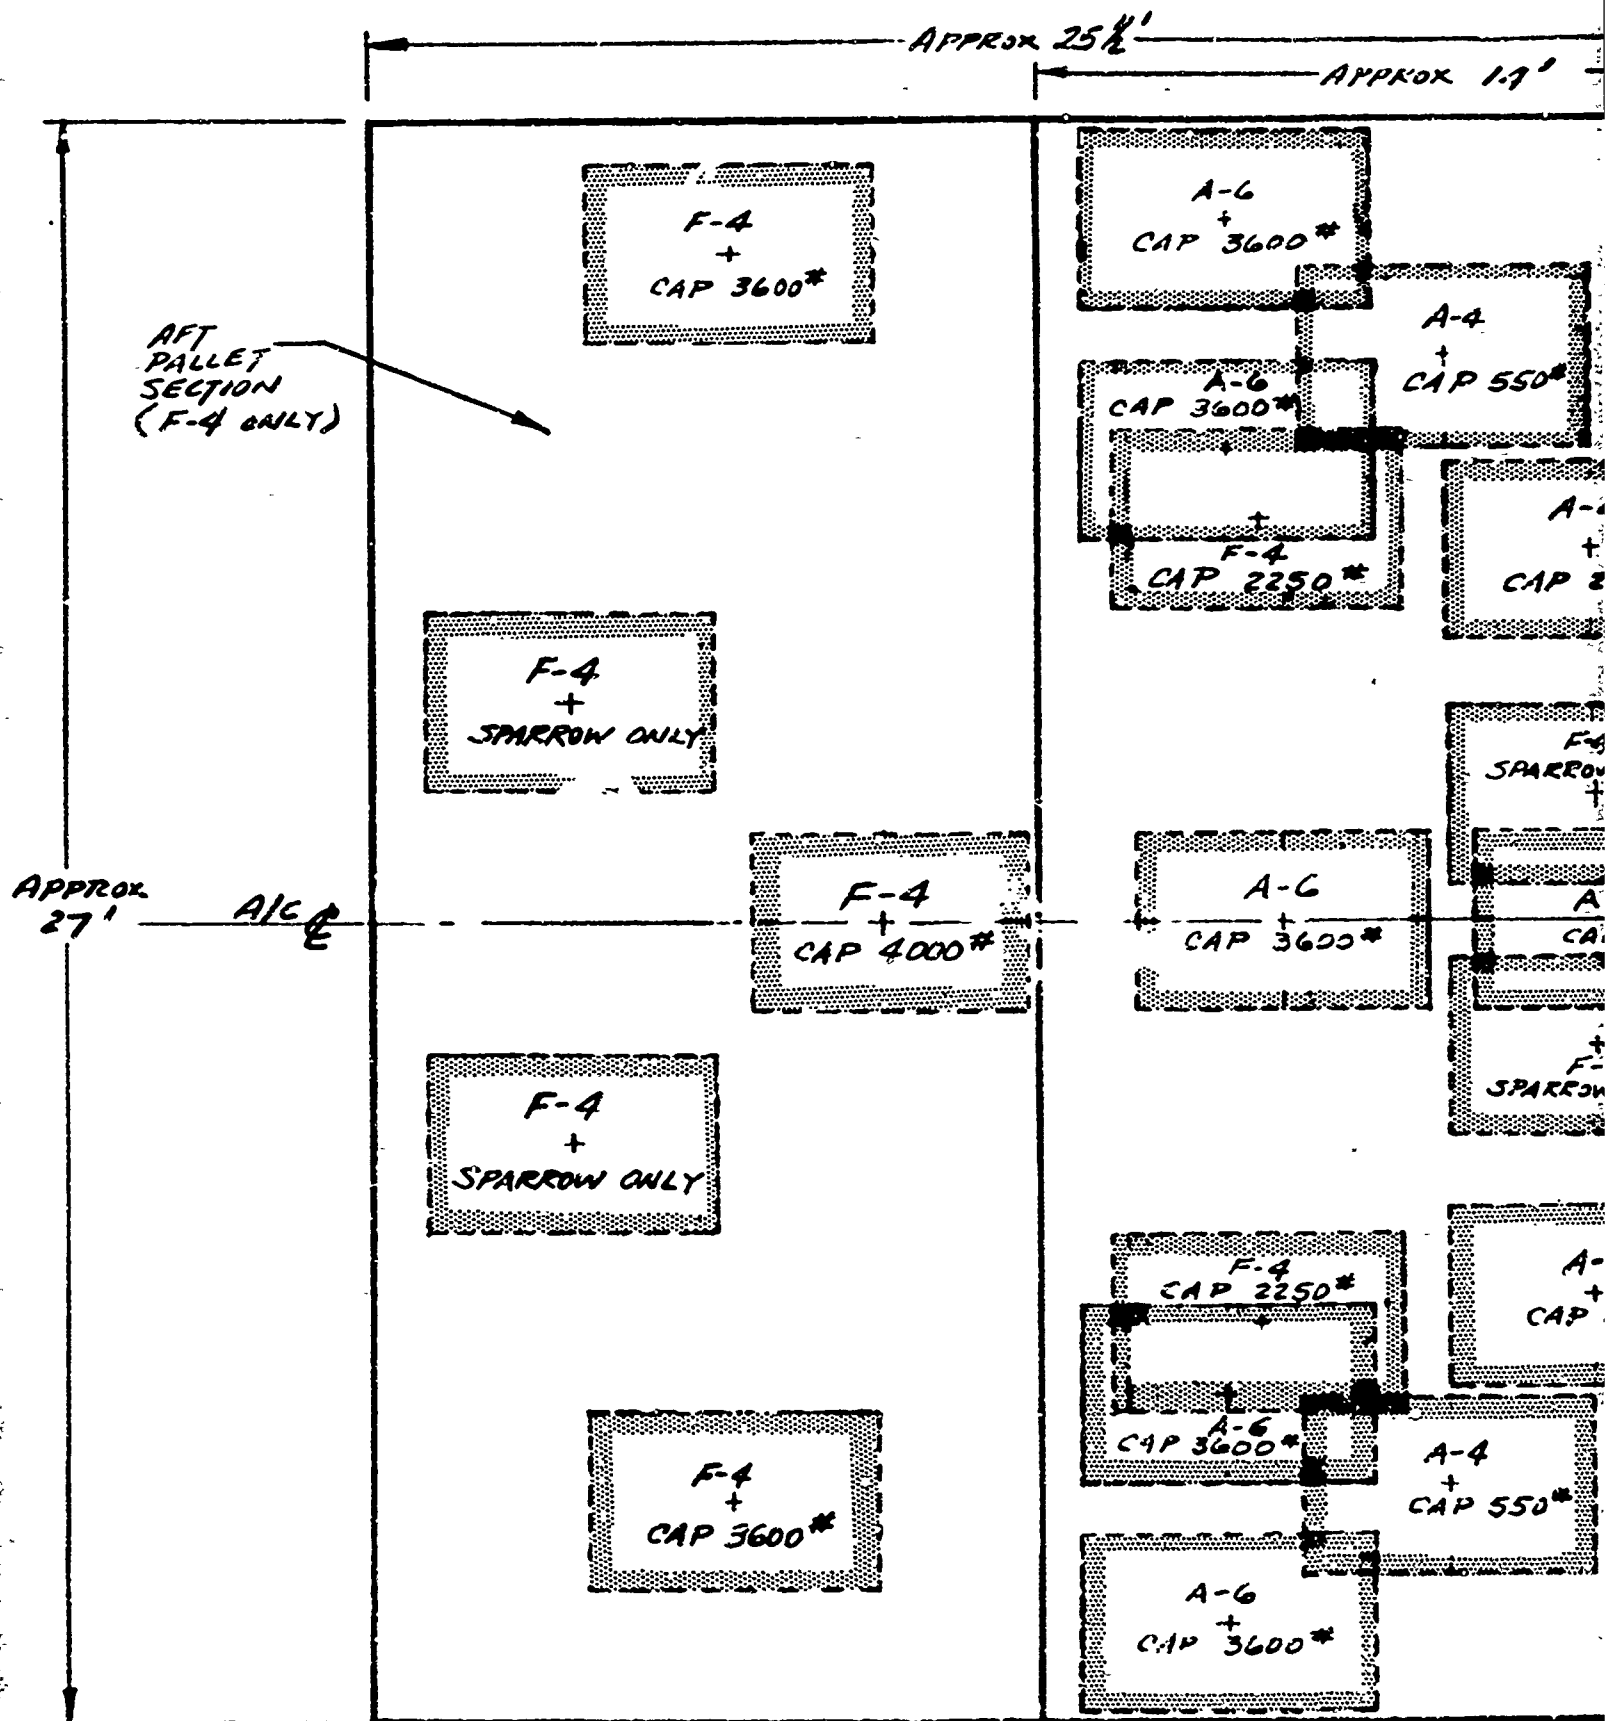 APPROX 25½'
APPROX
AFT
PALLET
SECTION
(F-4 ONLY)
F-4
CAP 3600#
A-6
CAP 3600#
A-4
CAP 550#
A-6
CAP 3600#
F-4
CAP 2250#
A-
CAP
F-4
SPARROW ONLY
SPARROW
F-4
CAP 4000#
A-6
CAP 3600#
A
CA
APPROX
27'
A/C ℄
F-4
SPARROW ONLY
F-
SPARROW
F-4
CAP 2250#
A-6
CAP 3600#
A-
CAP
A-4
CAP 550#
F-4
CAP 3600#
A-6
CAP 3600#